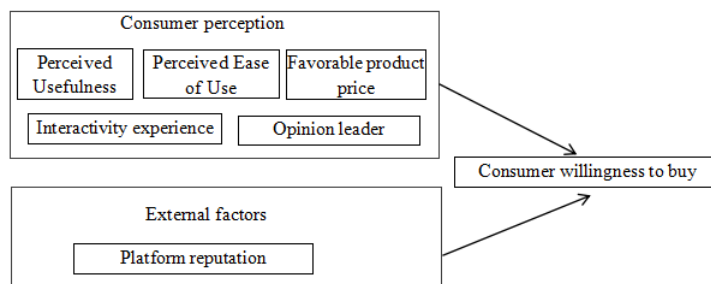 Consumer perception
Perceived
Usefulness
Perceived Ease
of Use
Favorable product
price
Interactivity experience
Opinion leader
Consumer willingness to buy
External factors
Platform reputation